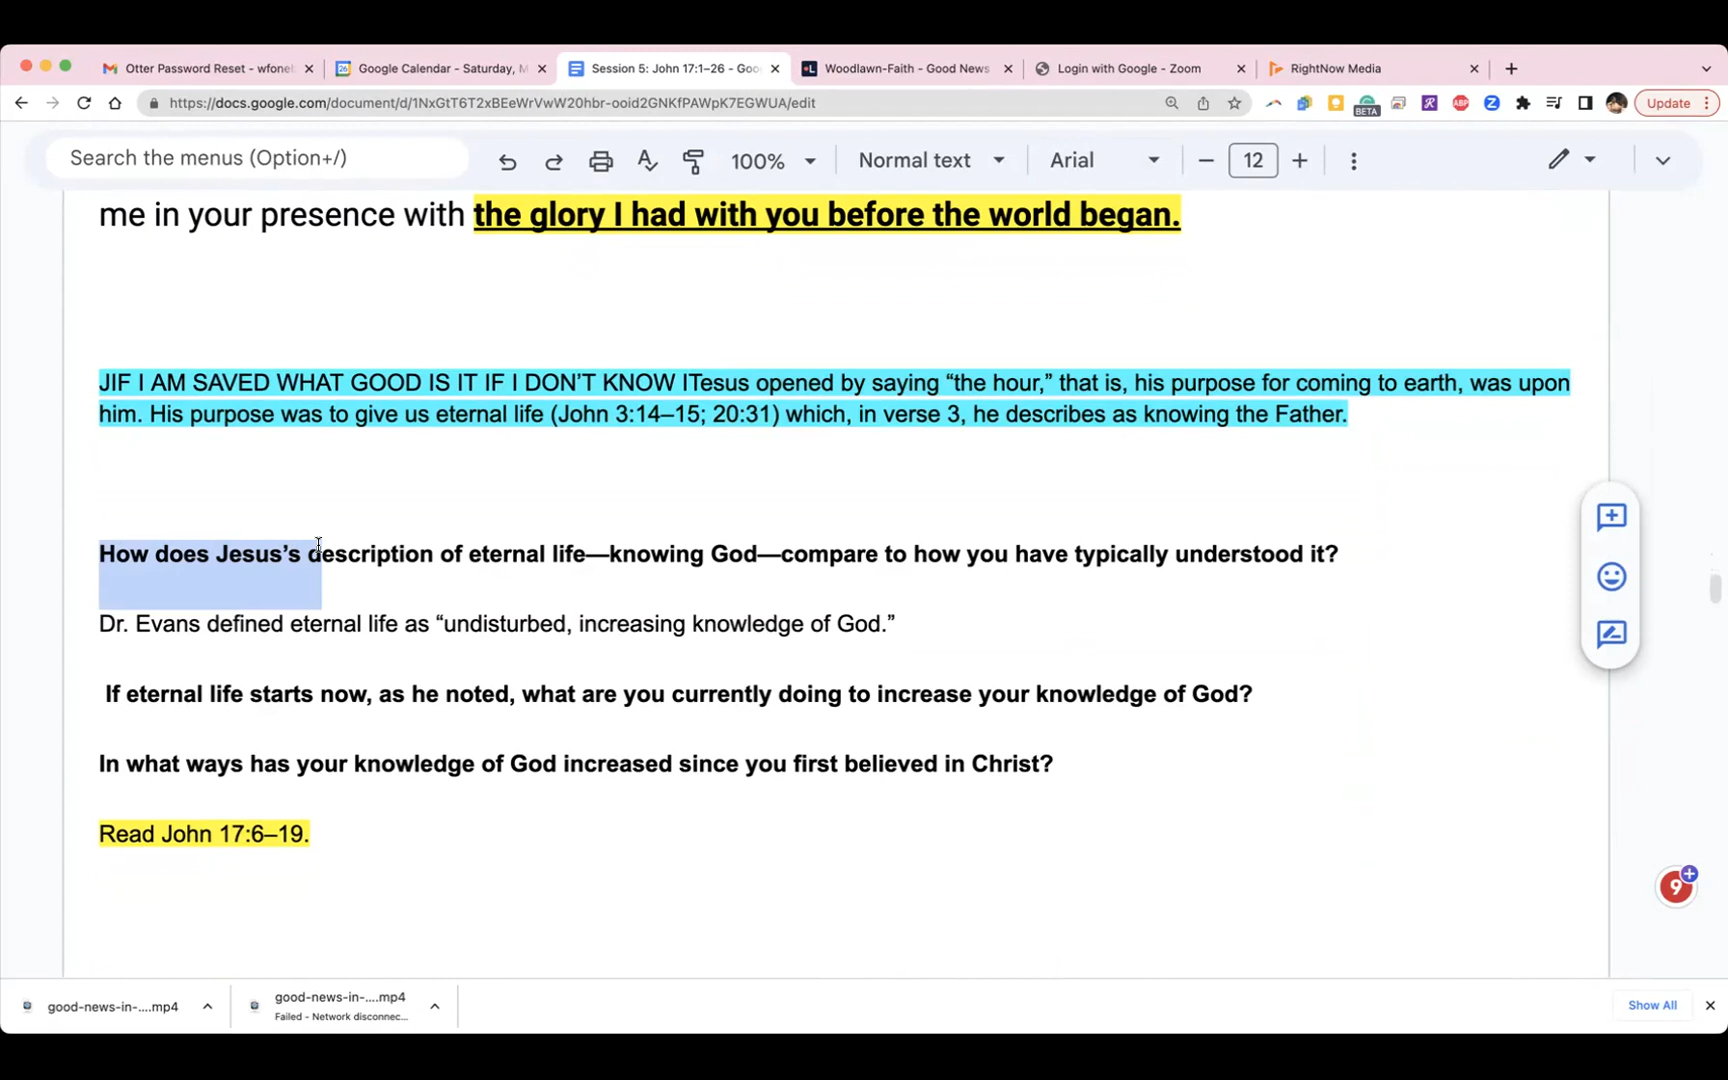 Otter Password Reset - wfone
Google Calendar - Saturday, M
Session 5: John 17:1–26 - Goo
Woodlawn-Faith - Good News
Login with Google - Zoom
RightNow Media
https://docs.google.com/document/d/1NxGtT6T2xBEeWrVwW20hbr-ooid2GNKfPAWpK7EGWUA/edit
BETA
ABP
Update
Search the menus (Option+/)
100%
Normal text
Arial
12
me in your presence with the glory I had with you before the world began.
JIF I AM SAVED WHAT GOOD IS IT IF I DON’T KNOW ITesus opened by saying “the hour,” that is, his purpose for coming to earth, was upon
him. His purpose was to give us eternal life (John 3:14–15; 20:31) which, in verse 3, he describes as knowing the Father.
How does Jesus’s description of eternal life—knowing God—compare to how you have typically understood it?
Dr. Evans defined eternal life as “undisturbed, increasing knowledge of God.”
If eternal life starts now, as he noted, what are you currently doing to increase your knowledge of God?
In what ways has your knowledge of God increased since you first believed in Christ?
Read John 17:6–19.
9
good-news-in-....mp4
good-news-in-....mp4
Failed - Network disconnec...
Show All